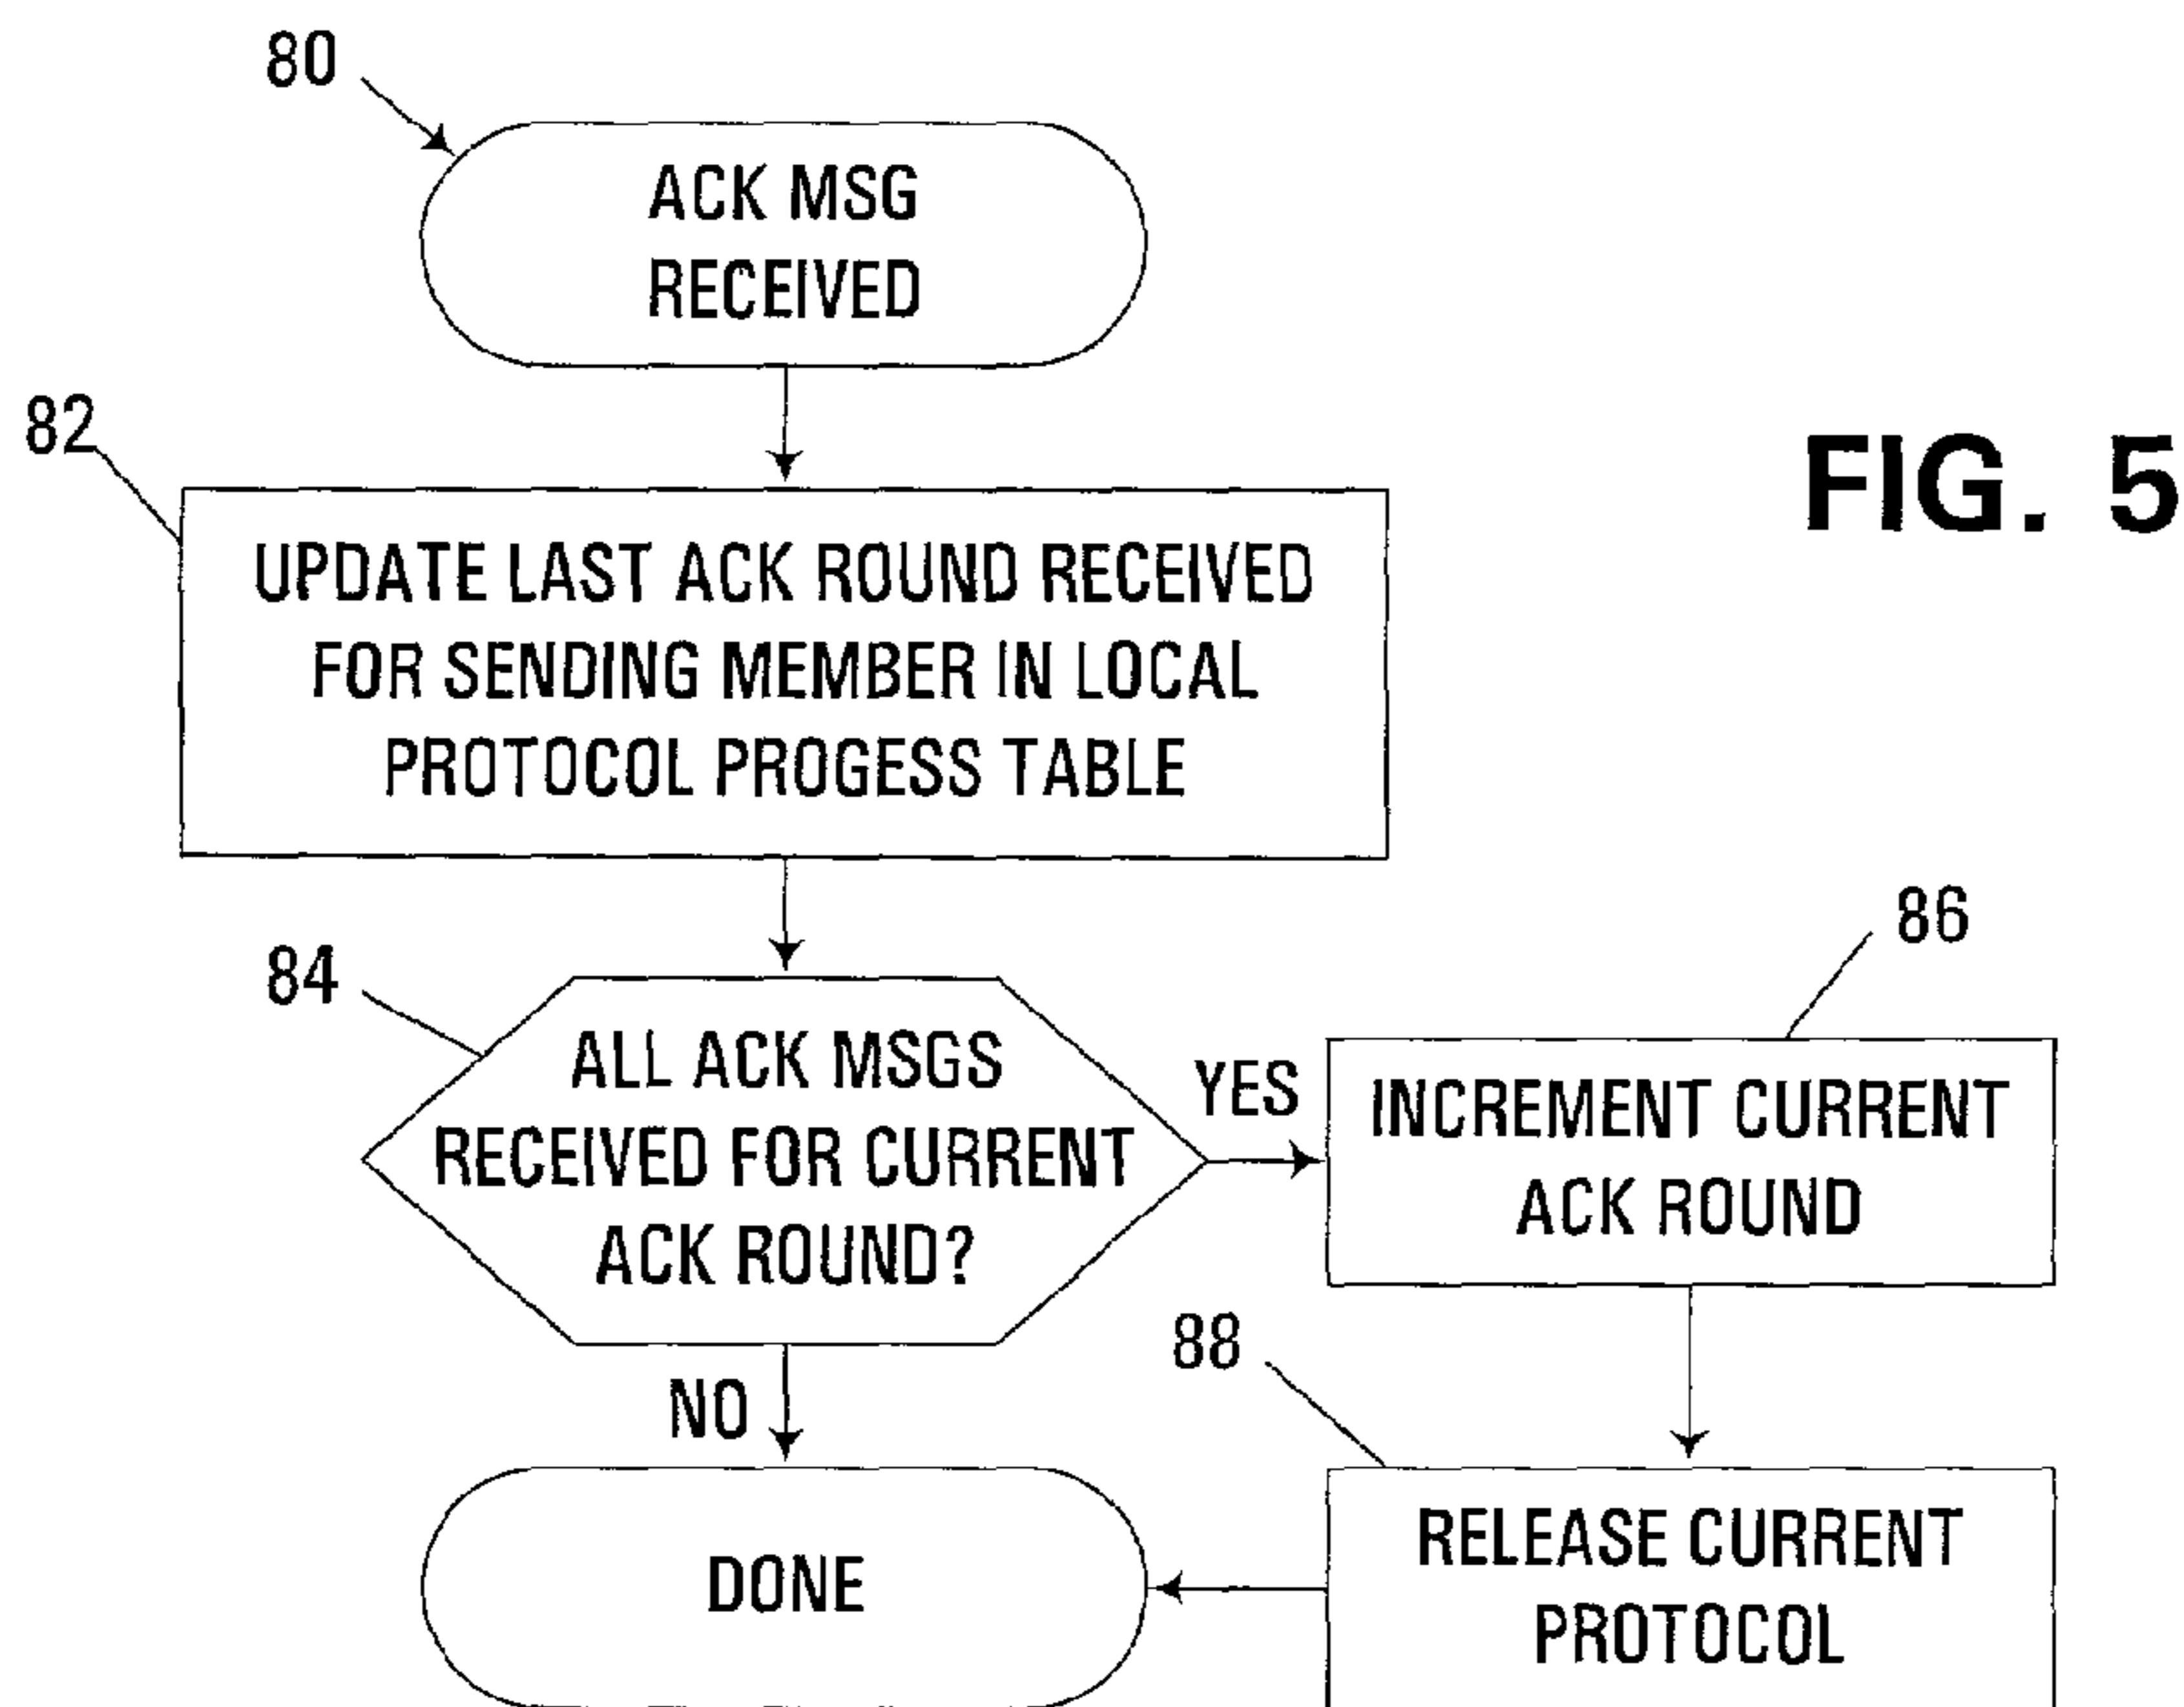 80
ACK MSG
RECEIVED
82
FIG. 5
UPDATE LAST ACK ROUND RECEIVED
FOR SENDING MEMBER IN LOCAL
PROTOCOL PROGESS TABLE
84
86
ALL ACK MSGS
RECEIVED FOR CURRENT
ACK ROUND?
YES
INCREMENT CURRENT
ACK ROUND
88
NO
DONE
RELEASE CURRENT
PROTOCOL